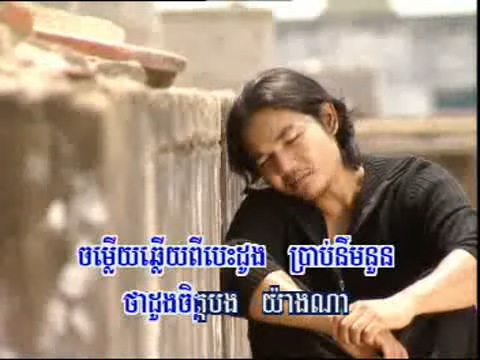 ចម្លើយឆ្លើយពីបេះដូង ប្រាប់នឹមនួន
ថាដូងចិត្តបង យ៉ាងណា